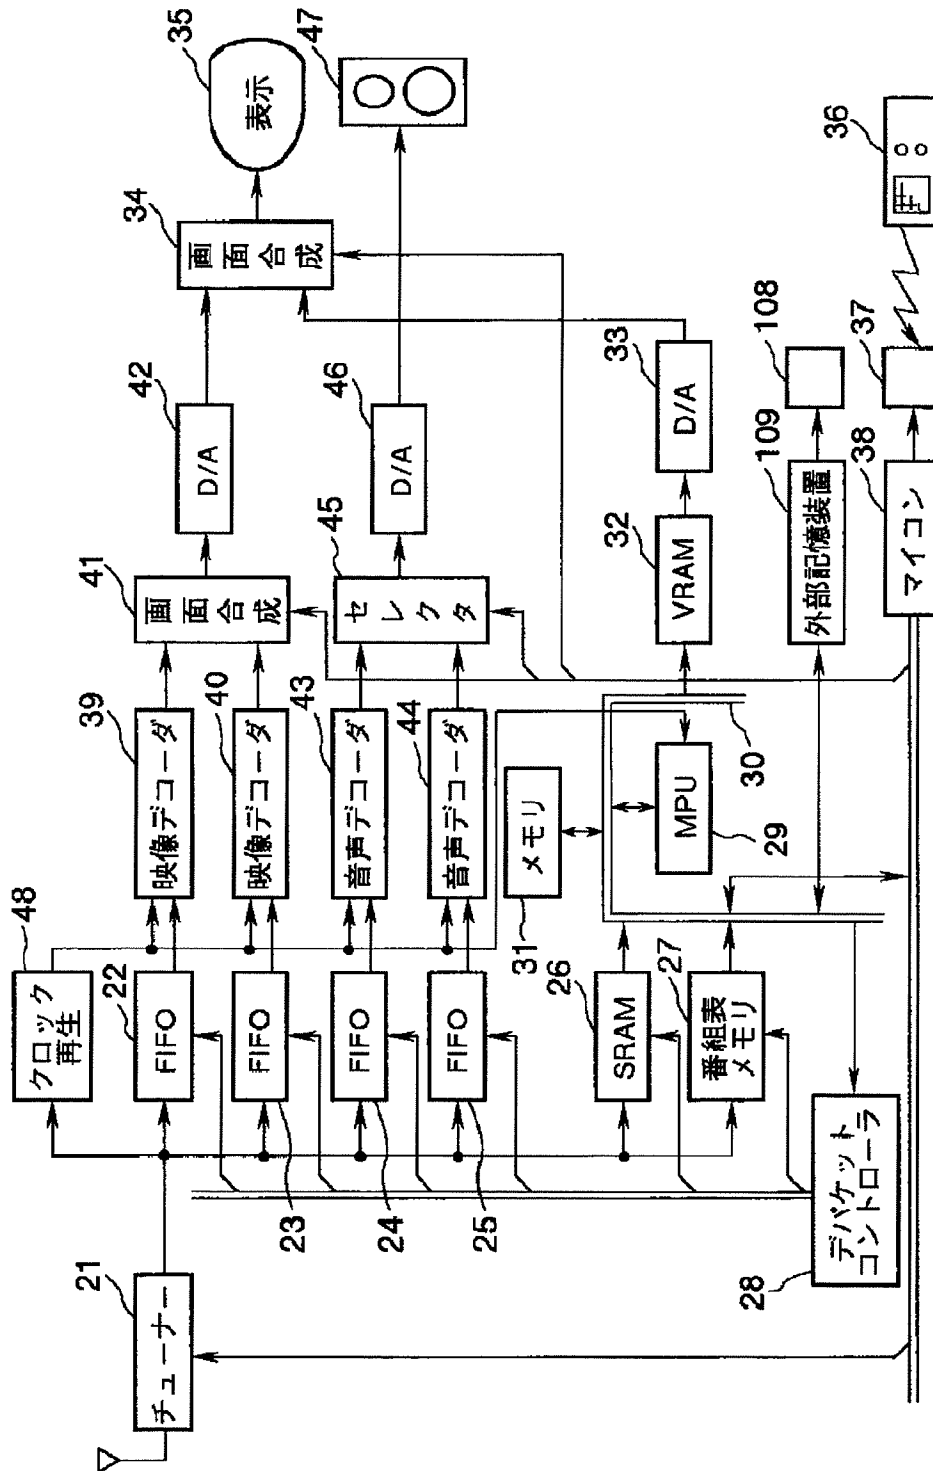 48
クロック
再生
21
チューナー
22
FIFO
39
映像デコーダ
41
画面合成
42
D/A
34
画面合成
35
表示
23
FIFO
40
映像デコーダ
24
FIFO
43
音声デコーダ
45
セレクタ
46
D/A
47
25
FIFO
44
音声デコーダ
31
メモリ
26
SRAM
MPU
29
30
32
VRAM
33
D/A
27
番組表
メモリ
109
外部記憶装置
108
28
デパケット
コントローラ
38
マイコン
37
36